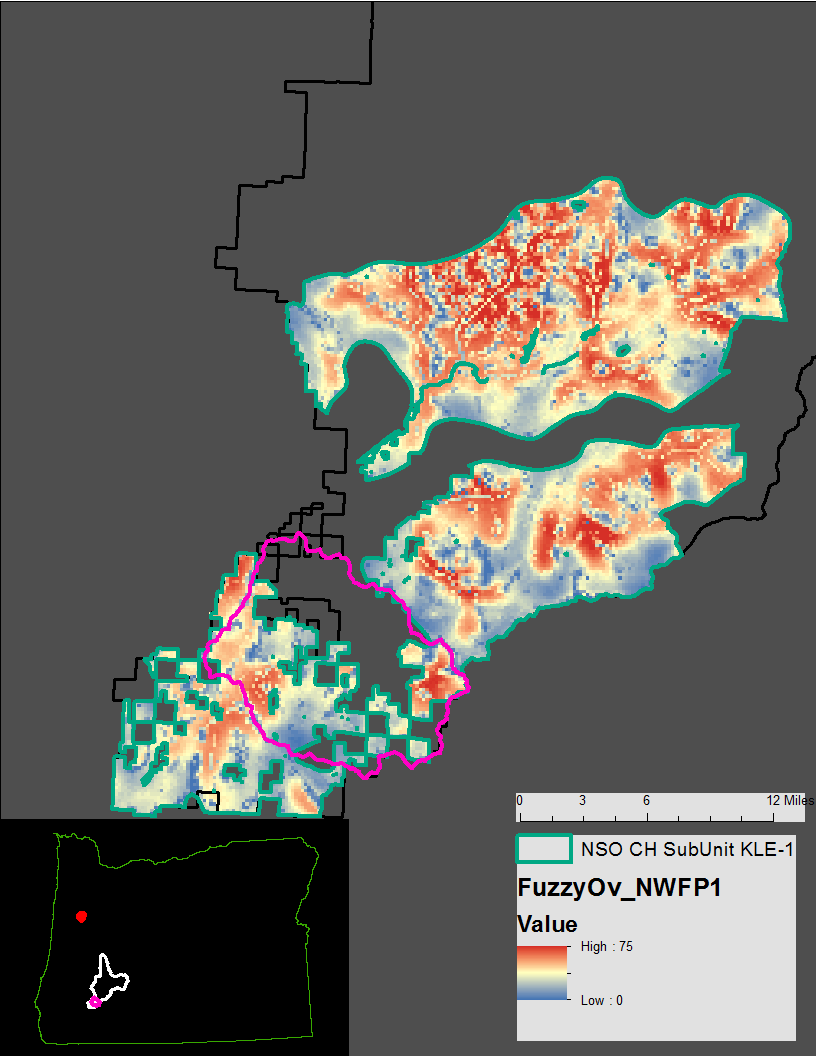 0 3 6 12 Miles
NSO CH SubUnit KLE-1
FuzzyOv_NWFP1
Value
High : 75
Low : 0